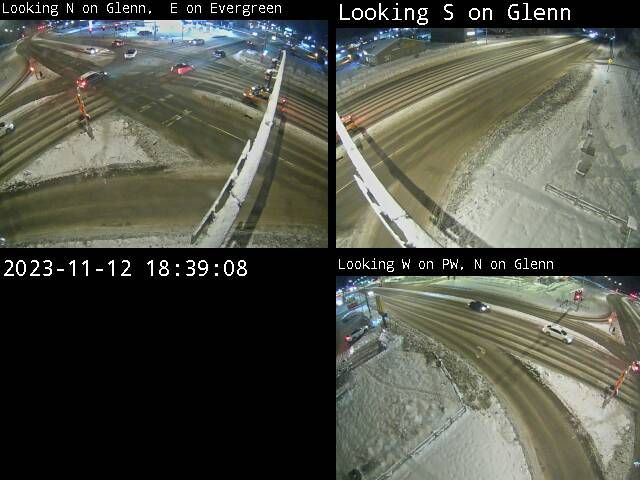 Looking N on Glenn,  E on Evergreen
Looking S on Glenn
2023-11-12 18:39:08
Looking W on PW, N on Glenn